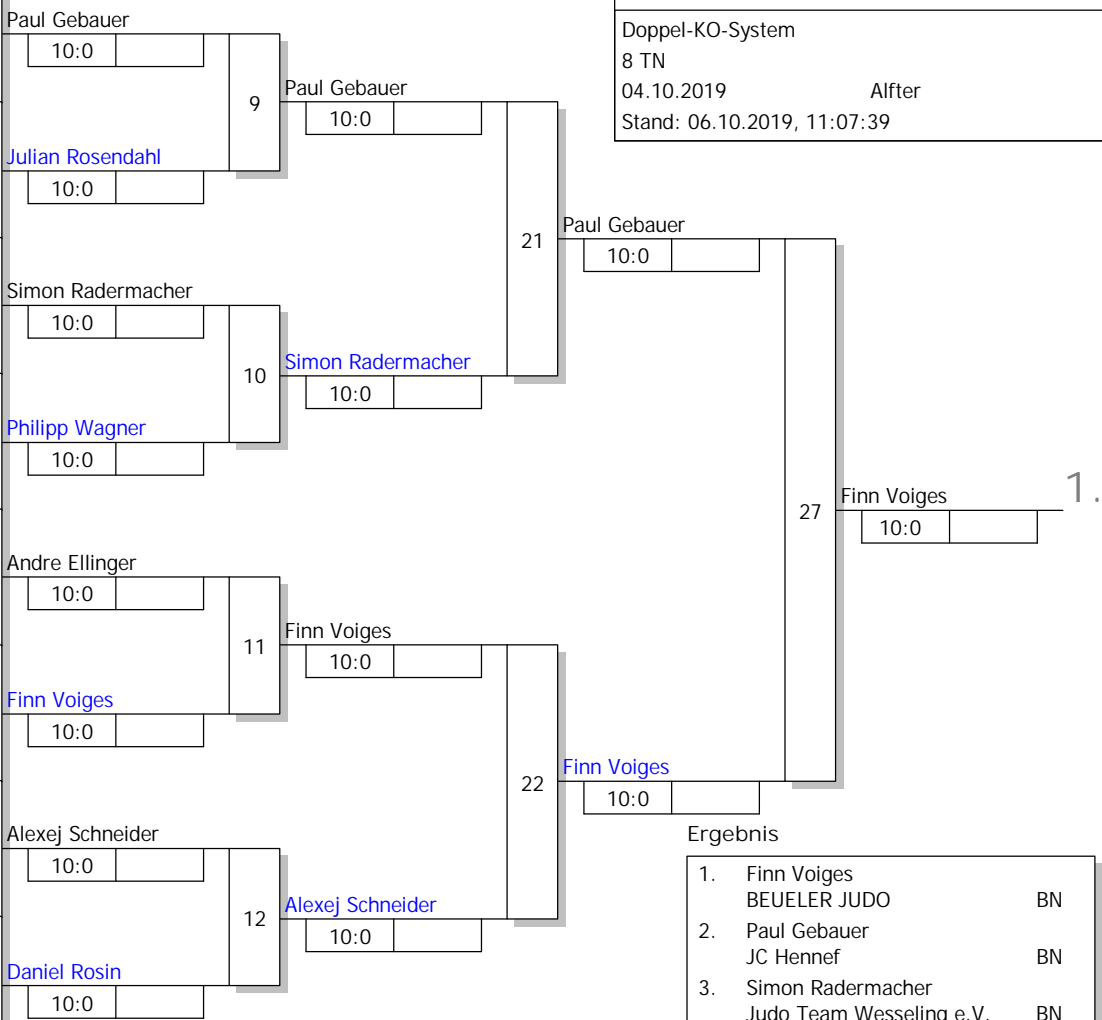 Doppel-KO-System
8 TN
04.10.2019 Alfter
Stand: 06.10.2019, 11:07:39
Paul Gebauer
10:0
9
Julian Rosendahl
10:0
Simon Radermacher
10:0
10
Philipp Wagner
10:0
Andre Ellinger
10:0
11
Finn Voiges
10:0
Alexej Schneider
10:0
12
Daniel Rosin
10:0
Paul Gebauer
10:0
21
Simon Radermacher
10:0
Finn Voiges
10:0
22
Alexej Schneider
10:0
Paul Gebauer
10:0
27
Finn Voiges
10:0
Finn Voiges 1.
10:0
Ergebnis
1. Finn Voiges
BEUELER JUDO BN
2. Paul Gebauer
JC Hennef BN
3. Simon Radermacher
Judo Team Wesseling e.V. BN